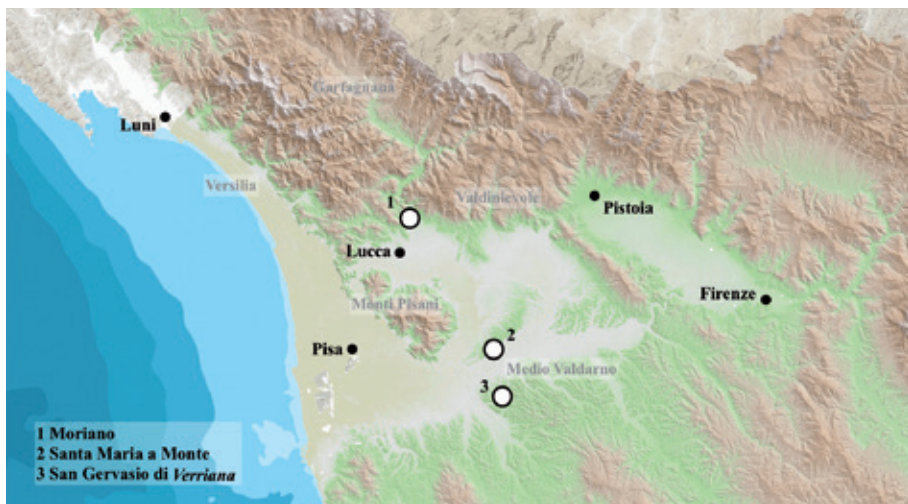 Garfagnana
Luni
Versilia
Valdinievole
1
Pistoia
Lucca
Firenze
Monti Pisani
2
Pisa
Medio Valdarno
3
1 Moriano
2 Santa Maria a Monte
3 San Gervasio di Verriana